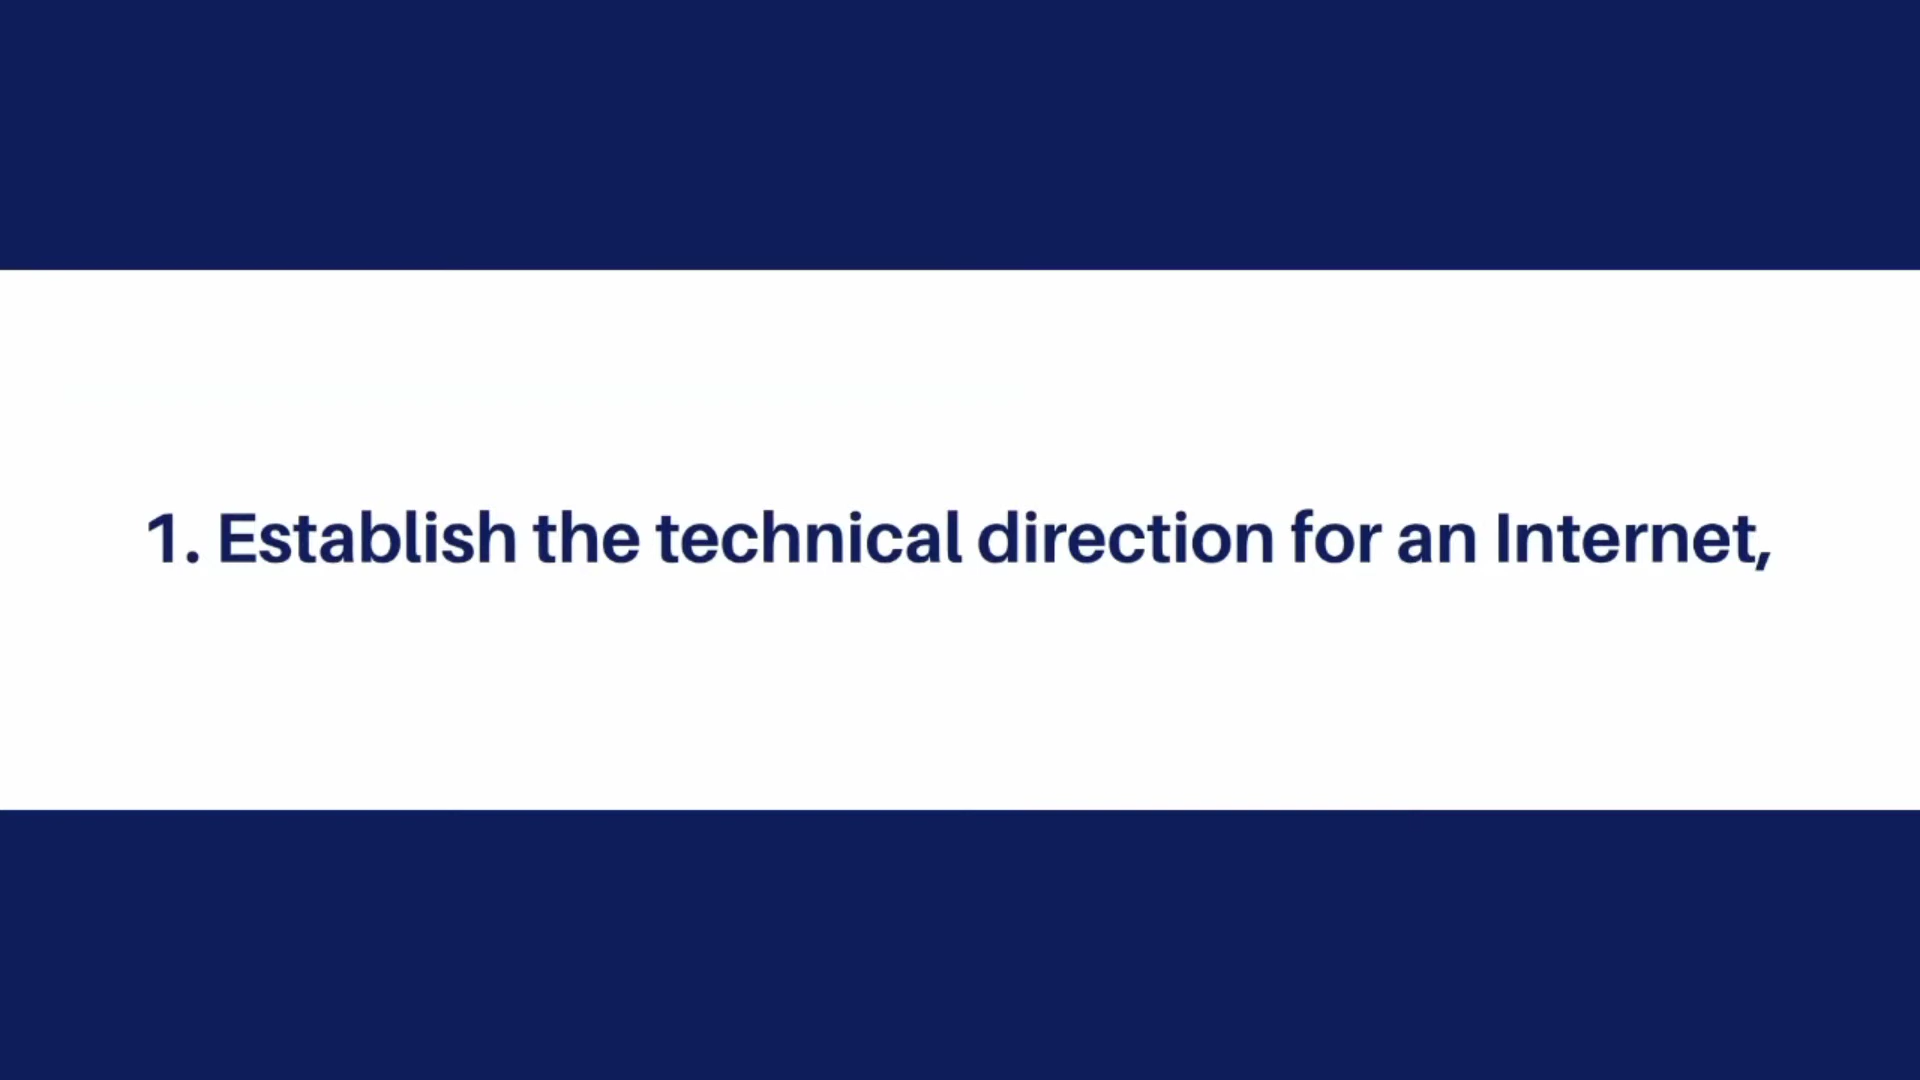 1. Establish the technical direction for an Internet,